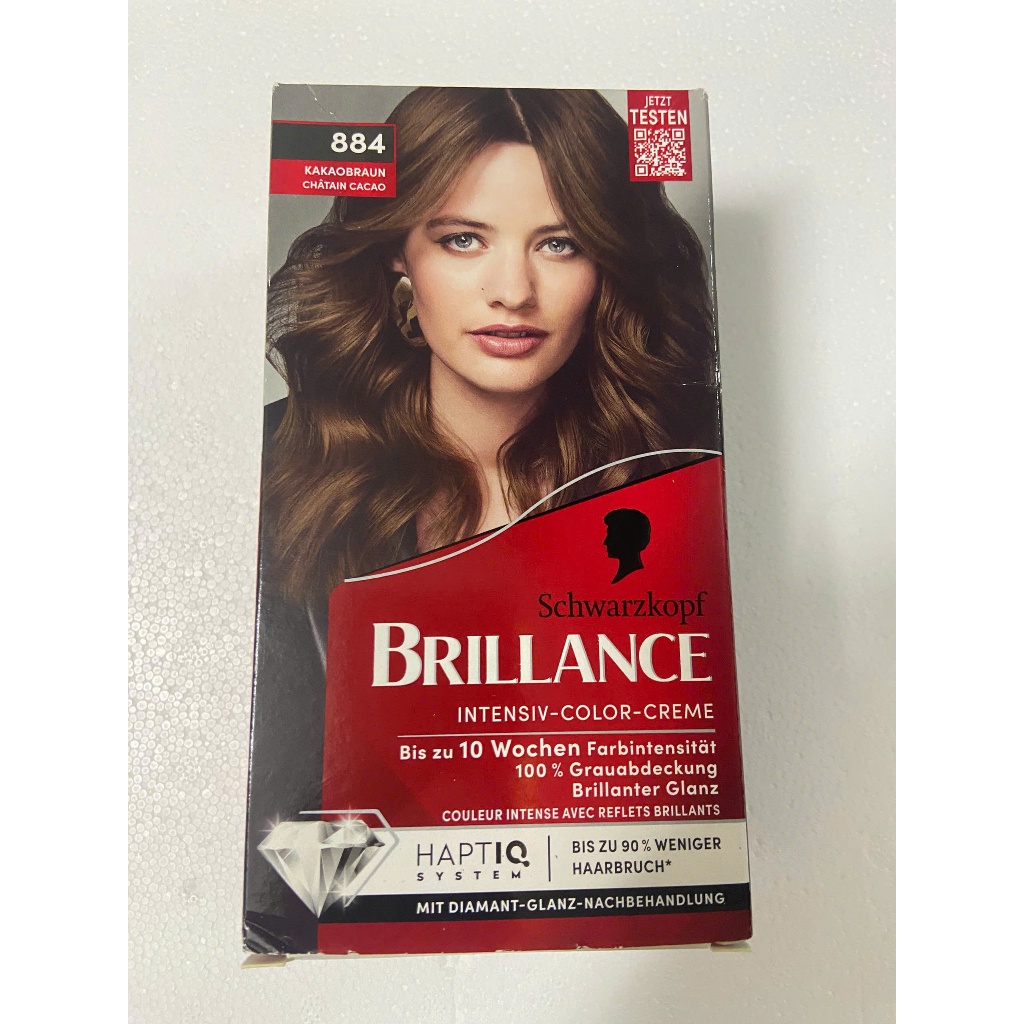 884
KAKAOBRAUN
CHÂTAIN CACAO
JETZT
TESTEN
Schwarzkopf
BRILLANCE
INTENSIV-COLOR-CREME
Bis zu 10 Wochen Farbintensität
100 % Grauabdeckung
Brillanter Glanz
COULEUR INTENSE AVEC REFLETS BRILLANTS
HAPTIQ
SYSTEM
BIS ZU 90 % WENIGER
HAARBRUCH*
MIT DIAMANT-GLANZ-NACHBEHANDLUNG